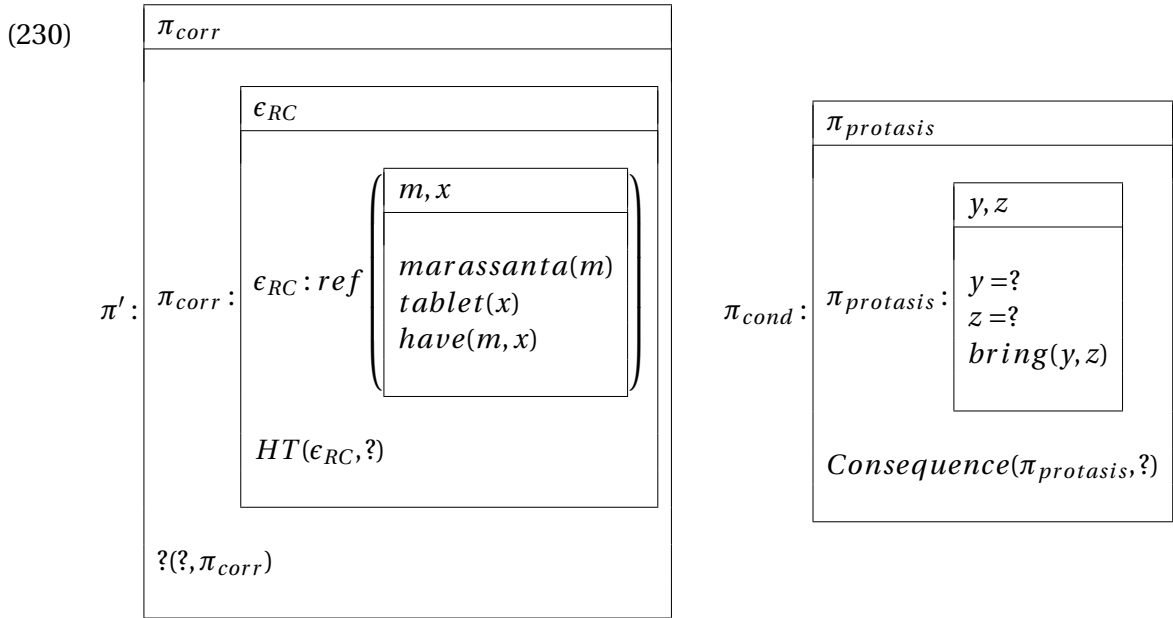 (230)
π_corr
ϵ_RC
m, x
π′ : π_corr : ϵ_RC : ref
marassanta(m)
tablet(x)
have(m, x)
HT(ϵ_RC, ?)
?(?, π_corr)
π_protasis
y, z
π_cond : π_protasis :
y =?
z =?
bring(y, z)
Consequence(π_protasis, ?)